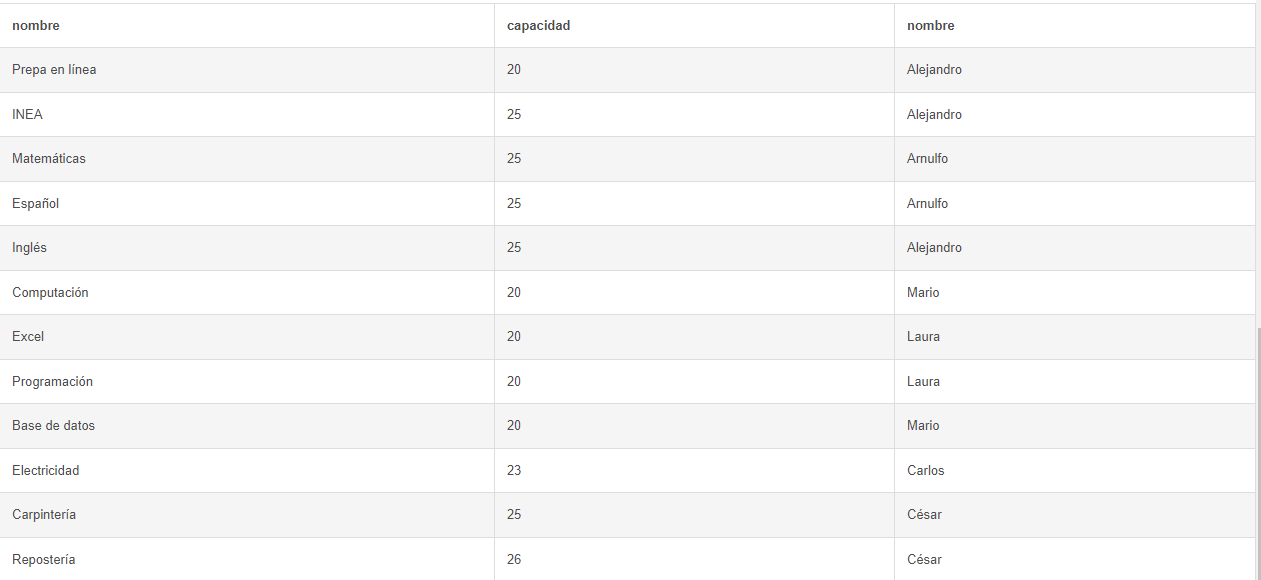 nombre capacidad nombre
Prepa en línea 20 Alejandro
INEA 25 Alejandro
Matemáticas 25 Arnulfo
Español 25 Arnulfo
Inglés 25 Alejandro
Computación 20 Mario
Excel 20 Laura
Programación 20 Laura
Base de datos 20 Mario
Electricidad 23 Carlos
Carpintería 25 César
Repostería 26 César